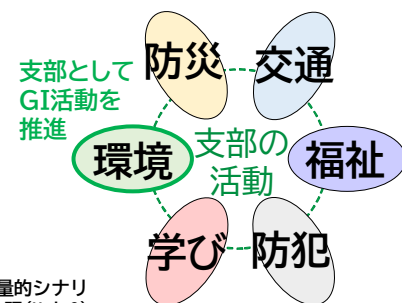 防災
交通
支部として
GI活動を
推進
環境
支部の
活動
福祉
学び
防犯
量的シナリ